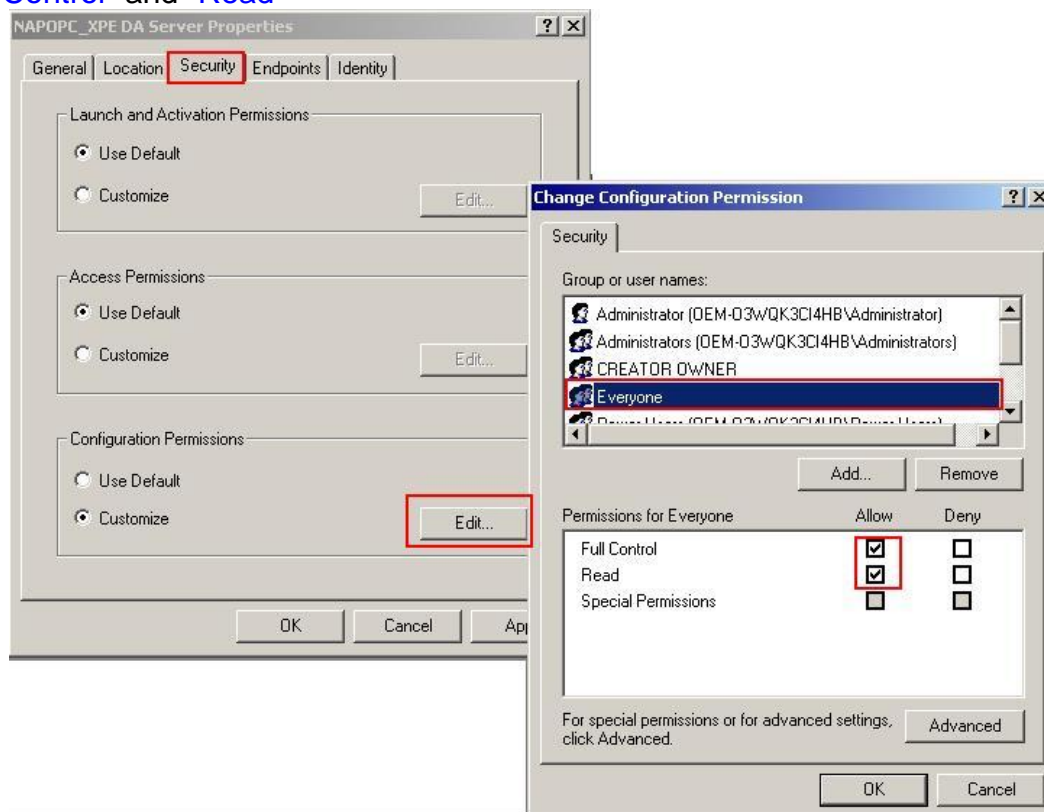 Control" and "Read"
NAPOPC_XPE DA Server Properties
General Location Security Endpoints Identity
Launch and Activation Permissions
Use Default
Customize
Edit...
Access Permissions
Use Default
Customize
Edit...
Configuration Permissions
Use Default
Customize
Edit...
OK Cancel
Change Configuration Permission
Security
Group or user names:
Administrator (OEM-O3WQK3CI4HB\Administrator)
Administrators (OEM-O3WQK3CI4HB\Administrators)
CREATOR OWNER
Everyone
Add... Remove
Permissions for Everyone Allow Deny
Full Control
Read
Special Permissions
For special permissions or for advanced settings,
click Advanced.
Advanced
OK Cancel